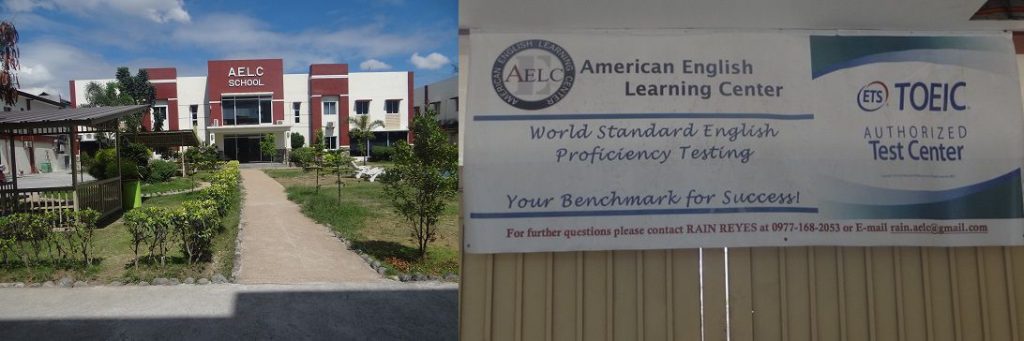 A.E.L.C
SCHOOL
AMERICAN ENGLISH LEARNING CENTER
AELC
American English
Learning Center
World Standard English
Proficiency Testing
Your Benchmark for Success!
ETS TOEIC
AUTHORIZED
Test Center
For further questions please contact RAIN REYES at 0977-168-2053 or E-mail rain.aelc@gmail.com